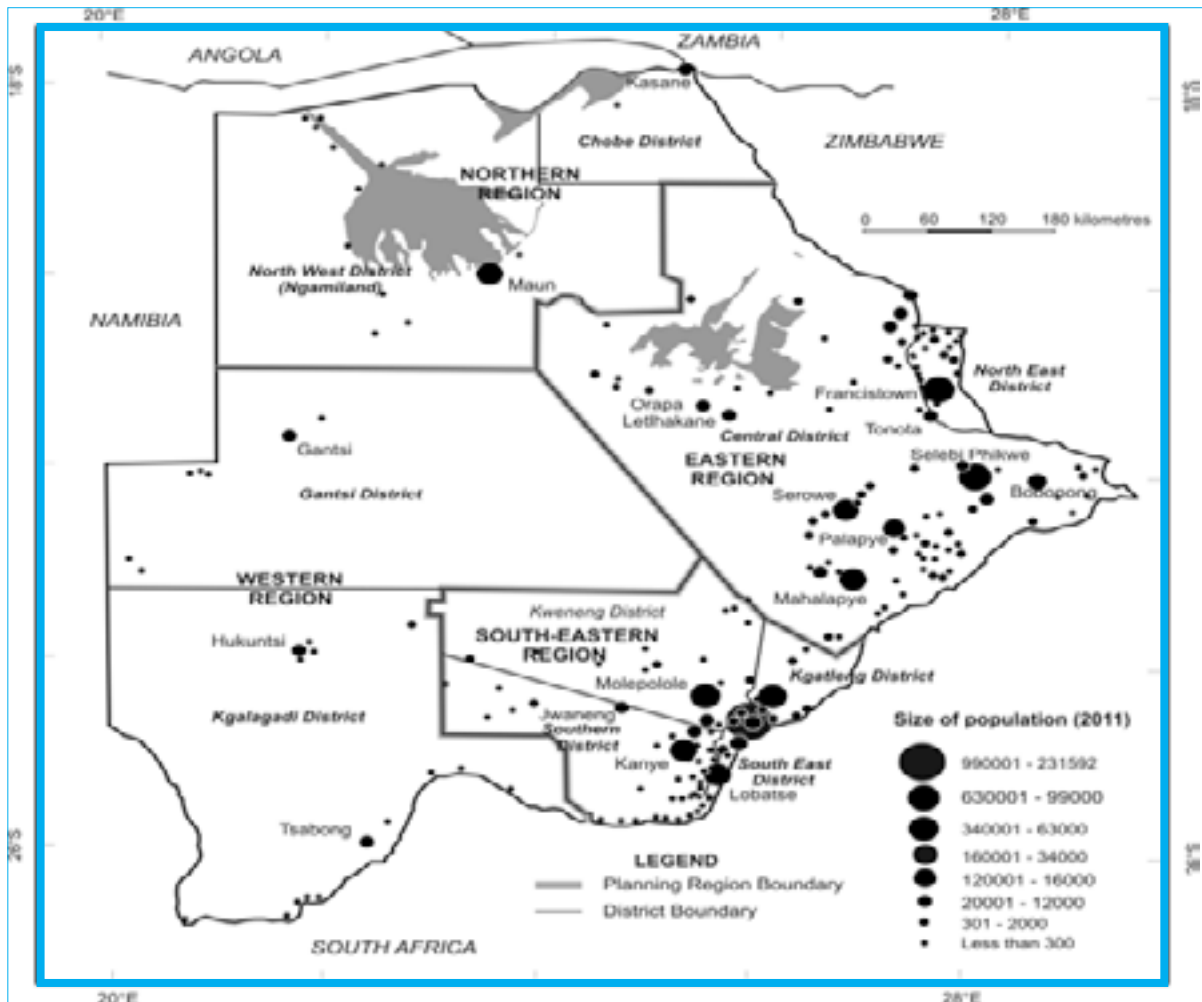 20°E
28°E
ZAMBIA
ANGOLA
18°S
Kasane
Chobe District
ZIMBABWE
NORTHERN
REGION
0 60 120 180 kilometres
North West District
(Ngamiland)
Maun
NAMIBIA
North East
District
Francistown
Orapa
Letlhakane
Tonota
Central District
Gantsi
Selebi Phikwe
EASTERN
REGION
Gantsi District
Serowe
Bobopong
Palapye
WESTERN
REGION
Mahalapye
Kweneng District
Hukuntsi
SOUTH-EASTERN
REGION
Molepolole
Kgatleng District
Kgalagadi District
Jwaneng
Southern
District
Size of population (2011)
Kanye
South East
District
Lobatse
990001 - 231592
630001 - 99000
340001 - 63000
160001 - 34000
120001 - 16000
20001 - 12000
301 - 2000
Less than 300
Tsabong
26°S
LEGEND
Planning Region Boundary
District Boundary
SOUTH AFRICA
20°E
28°E